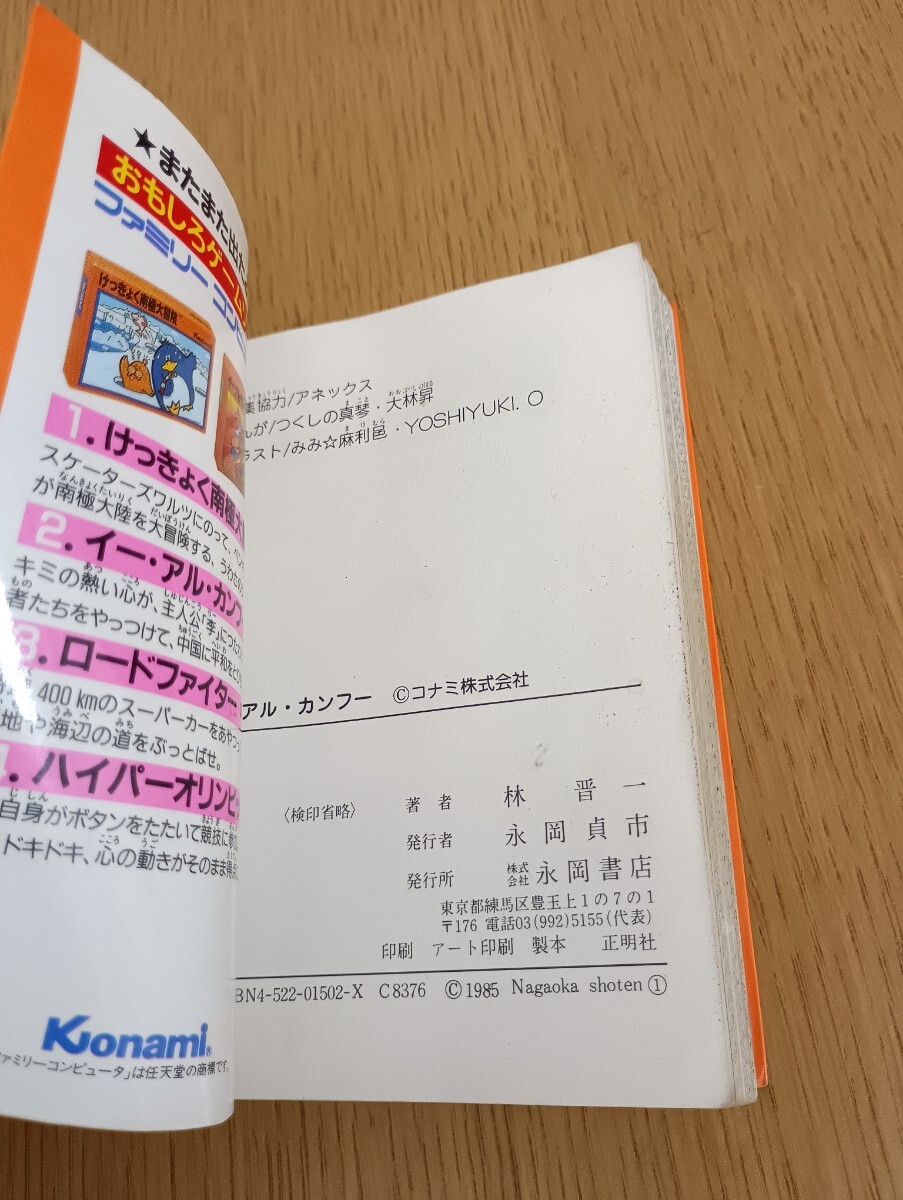 ★またまた出た
おもしろゲーム
ファミリー コン
けっきょく南極大冒険
Konami
1.けっきょく南極大
スケーターズワルツにのって、ペ
が南極大陸を大冒険する、うわさの
2.イー・アル・カンフ
キミの熱い心が、主人公「李」につたわ
者たちをやっつけて、中国に平和を
3.ロードファイター
400kmのスーパーカーをあやつ
地や海辺の道をぶっとばせ。
ハイパーオリンピ
自身がボタンをたたいて競技に参
ドキドキ、心の動きがそのまま得
Konami®
ァミリーコンピュータ」は任天堂の商標です。
集協力/アネックス
んが/つくしの真琴・大林昇
ラスト/みみ☆麻利邑・YOSHIYUKI. O
アル・カンフー ©コナミ株式会社
〈検印省略〉 著者 林 晋一
発行者 永岡貞市
発行所 株式会社 永岡書店
東京都練馬区豊玉上1の7の1
〒176 電話03(992)5155(代表)
印刷 アート印刷 製本 正明社
BN4-522-01502-X C8376 ©1985 Nagaoka shoten ①